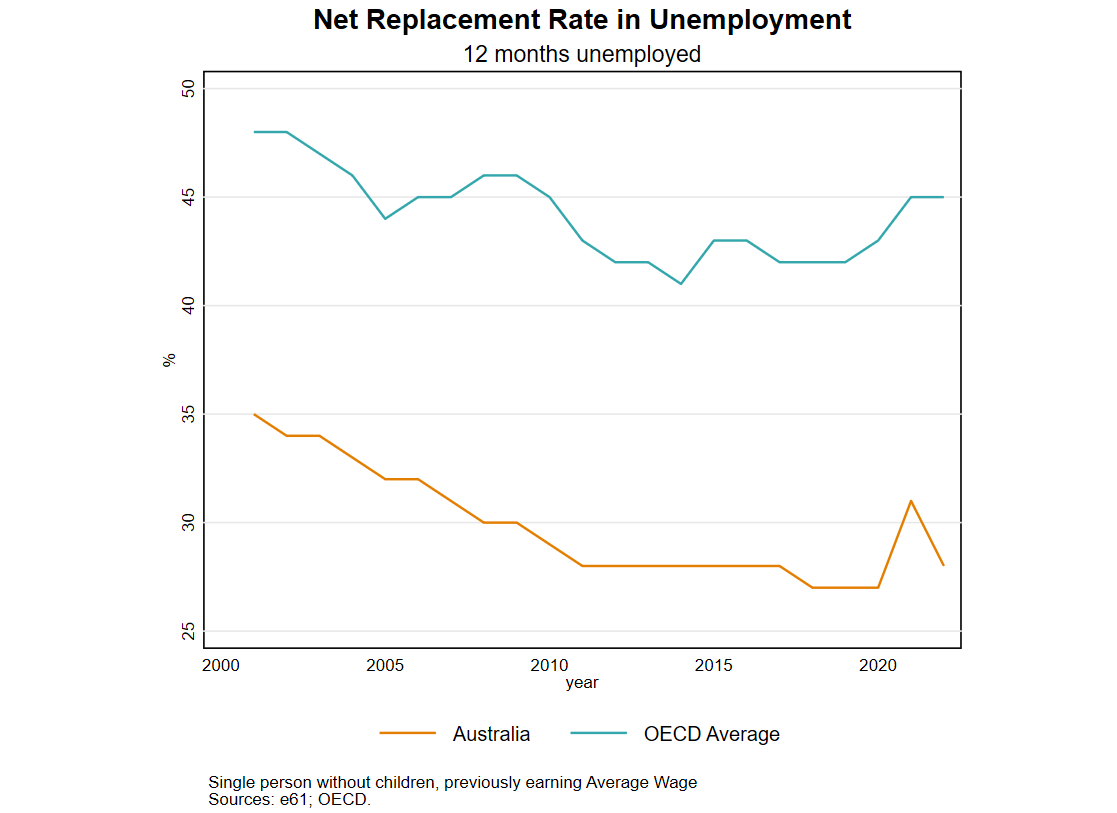 Net Replacement Rate in Unemployment
12 months unemployed
50
45
40
35
30
25
%
2000 2005 2010 2015 2020
year
Australia OECD Average
Single person without children, previously earning Average Wage
Sources: e61; OECD.